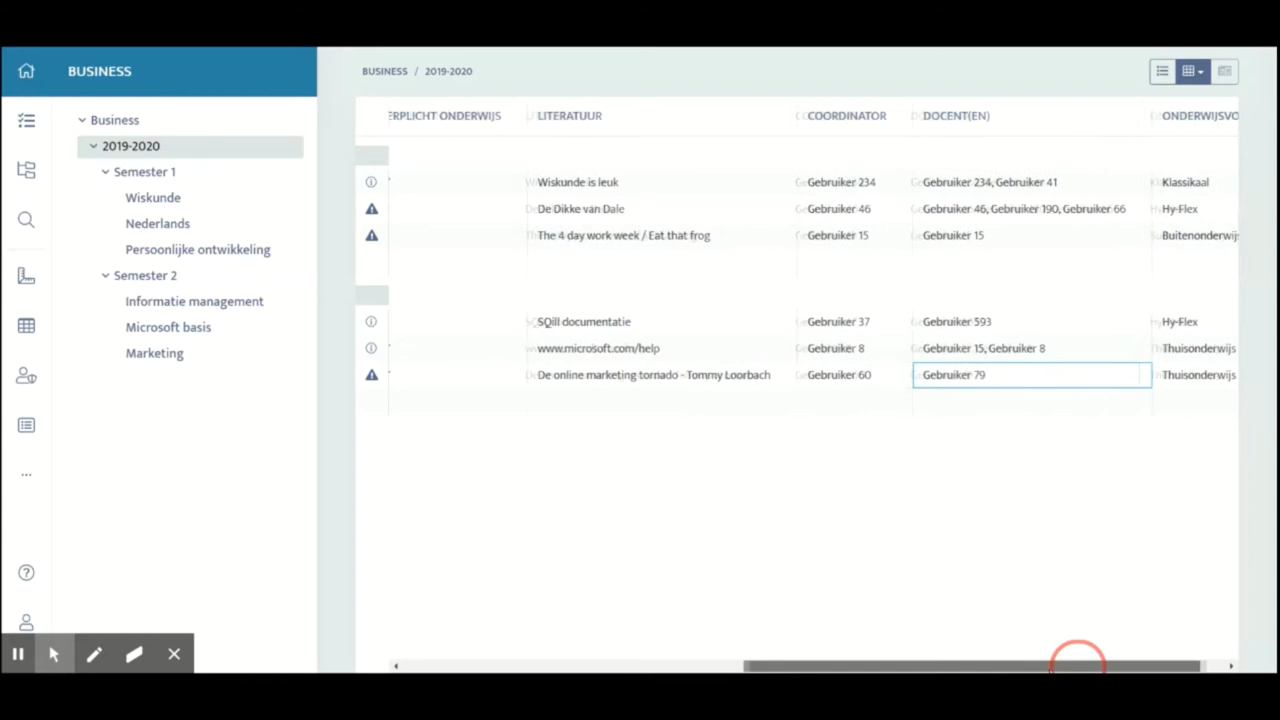 BUSINESS
BUSINESS / 2019-2020
Business
2019-2020
Semester 1
Wiskunde
Nederlands
Persoonlijke ontwikkeling
Semester 2
Informatie management
Microsoft basis
Marketing
...
ERPLICHT ONDERWIJS LITERATUUR COORDINATOR DOCENT(EN) ONDERWIJSVO
Wiskunde is leuk Gebruiker 234 Gebruiker 234, Gebruiker 41 Klassikaal
De Dikke van Dale Gebruiker 46 Gebruiker 46, Gebruiker 190, Gebruiker 66 Hy-Flex
The 4 day work week / Eat that frog Gebruiker 15 Gebruiker 15 Buitenonderwijs
SQill documentatie Gebruiker 37 Gebruiker 593 Hy-Flex
www.microsoft.com/help Gebruiker 8 Gebruiker 15, Gebruiker 8 Thuisonderwijs
De online marketing tornado - Tommy Loorbach Gebruiker 60 Gebruiker 79 Thuisonderwijs